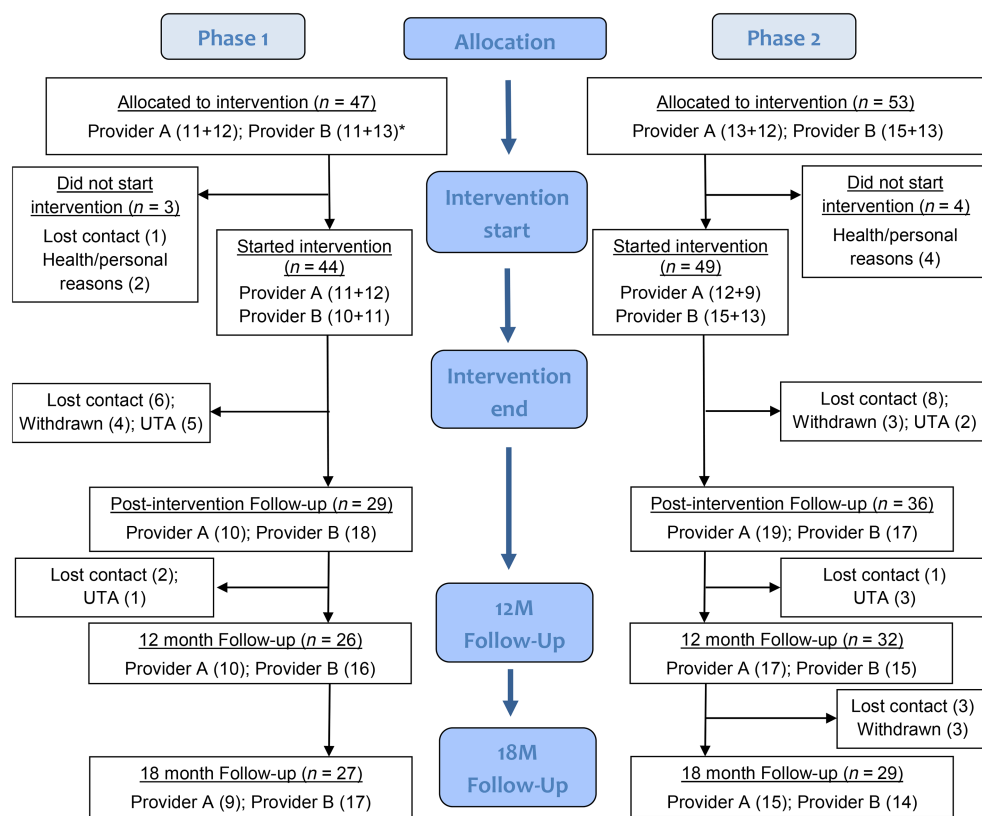 Phase 1
Allocation
Phase 2
Allocated to intervention (n = 47)
Provider A (11+12); Provider B (11+13)*
Allocated to intervention (n = 53)
Provider A (13+12); Provider B (15+13)
Did not start
intervention (n = 3)
Lost contact (1)
Health/personal
reasons (2)
Intervention
start
Did not start
intervention (n = 4)
Health/personal
reasons (4)
Started intervention
(n = 44)
Provider A (11+12)
Provider B (10+11)
Started intervention
(n = 49)
Provider A (12+9)
Provider B (15+13)
Intervention
end
Lost contact (6);
Withdrawn (4); UTA (5)
Lost contact (8);
Withdrawn (3); UTA (2)
Post-intervention Follow-up (n = 29)
Provider A (10); Provider B (18)
Post-intervention Follow-up (n = 36)
Provider A (19); Provider B (17)
Lost contact (2);
UTA (1)
12M
Follow-Up
Lost contact (1)
UTA (3)
12 month Follow-up (n = 26)
Provider A (10); Provider B (16)
12 month Follow-up (n = 32)
Provider A (17); Provider B (15)
Lost contact (3)
Withdrawn (3)
18M
Follow-Up
18 month Follow-up (n = 27)
Provider A (9); Provider B (17)
18 month Follow-up (n = 29)
Provider A (15); Provider B (14)